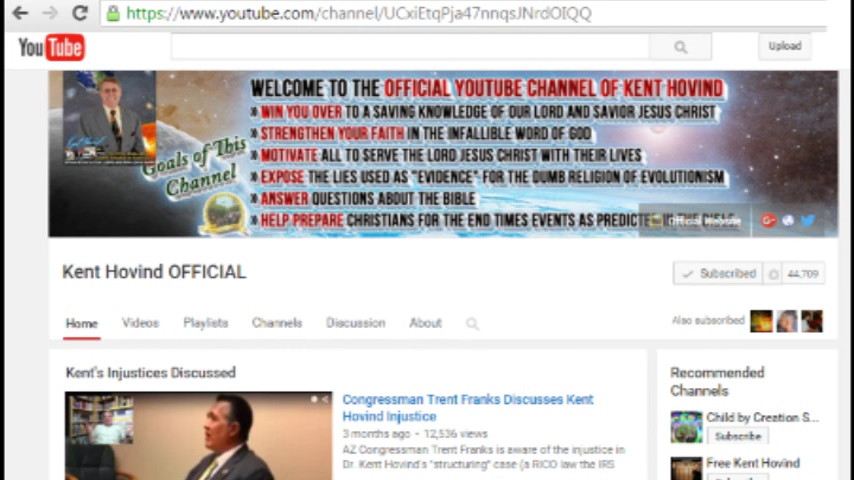 https://www.youtube.com/channel/UCxiEtqPja47nnqsJNrdOIQQ
YouTube
Upload
WELCOME TO THE OFFICIAL YOUTUBE CHANNEL OF KENT HOVIND
» WIN YOU OVER TO A SAVING KNOWLEDGE OF OUR LORD AND SAVIOR JESUS CHRIST
» STRENGTHEN YOUR FAITH IN THE INFALLIBLE WORD OF GOD
Goals of This
Channel
» MOTIVATE ALL TO SERVE THE LORD JESUS CHRIST WITH THEIR LIVES
» EXPOSE THE LIES USED AS "EVIDENCE" FOR THE DUMB RELIGION OF EVOLUTIONISM
» ANSWER QUESTIONS ABOUT THE BIBLE
» HELP PREPARE CHRISTIANS FOR THE END TIMES EVENTS AS PREDICTED
Official Website
Kent Hovind OFFICIAL
Subscribed
44,709
Home Videos Playlists Channels Discussion About
Also subscribed
Kent's Injustices Discussed
Congressman Trent Franks Discusses Kent
Hovind Injustice
3 months ago • 12,536 views
AZ Congressman Trent Franks is aware of the injustice in
Dr. Kent Hovind's "structuring" case (a RICO law the IRS
Recommended
Channels
Child by Creation S...
Subscribe
Free Kent Hovind